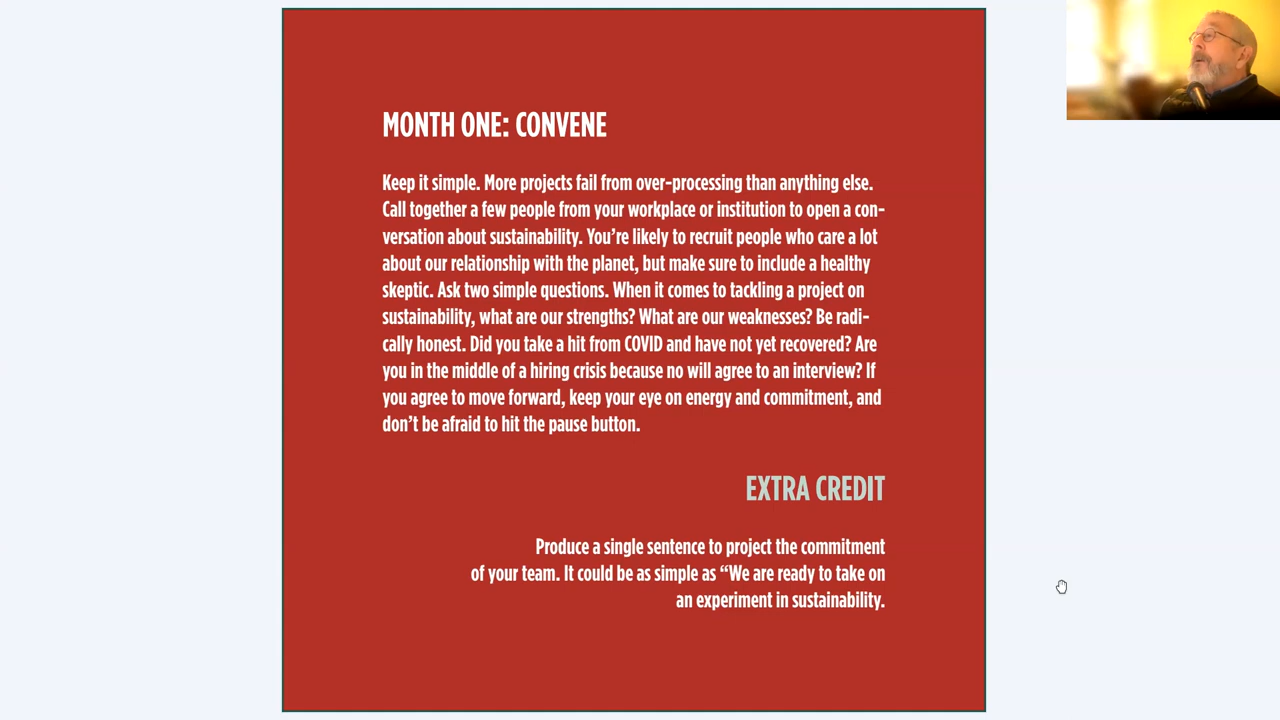 MONTH ONE: CONVENE
Keep it simple. More projects fail from over-processing than anything else.
Call together a few people from your workplace or institution to open a con-
versation about sustainability. You’re likely to recruit people who care a lot
about our relationship with the planet, but make sure to include a healthy
skeptic. Ask two simple questions. When it comes to tackling a project on
sustainability, what are our strengths? What are our weaknesses? Be radi-
cally honest. Did you take a hit from COVID and have not yet recovered? Are
you in the middle of a hiring crisis because no will agree to an interview? If
you agree to move forward, keep your eye on energy and commitment, and
don’t be afraid to hit the pause button.
EXTRA CREDIT
Produce a single sentence to project the commitment
of your team. It could be as simple as “We are ready to take on
an experiment in sustainability.